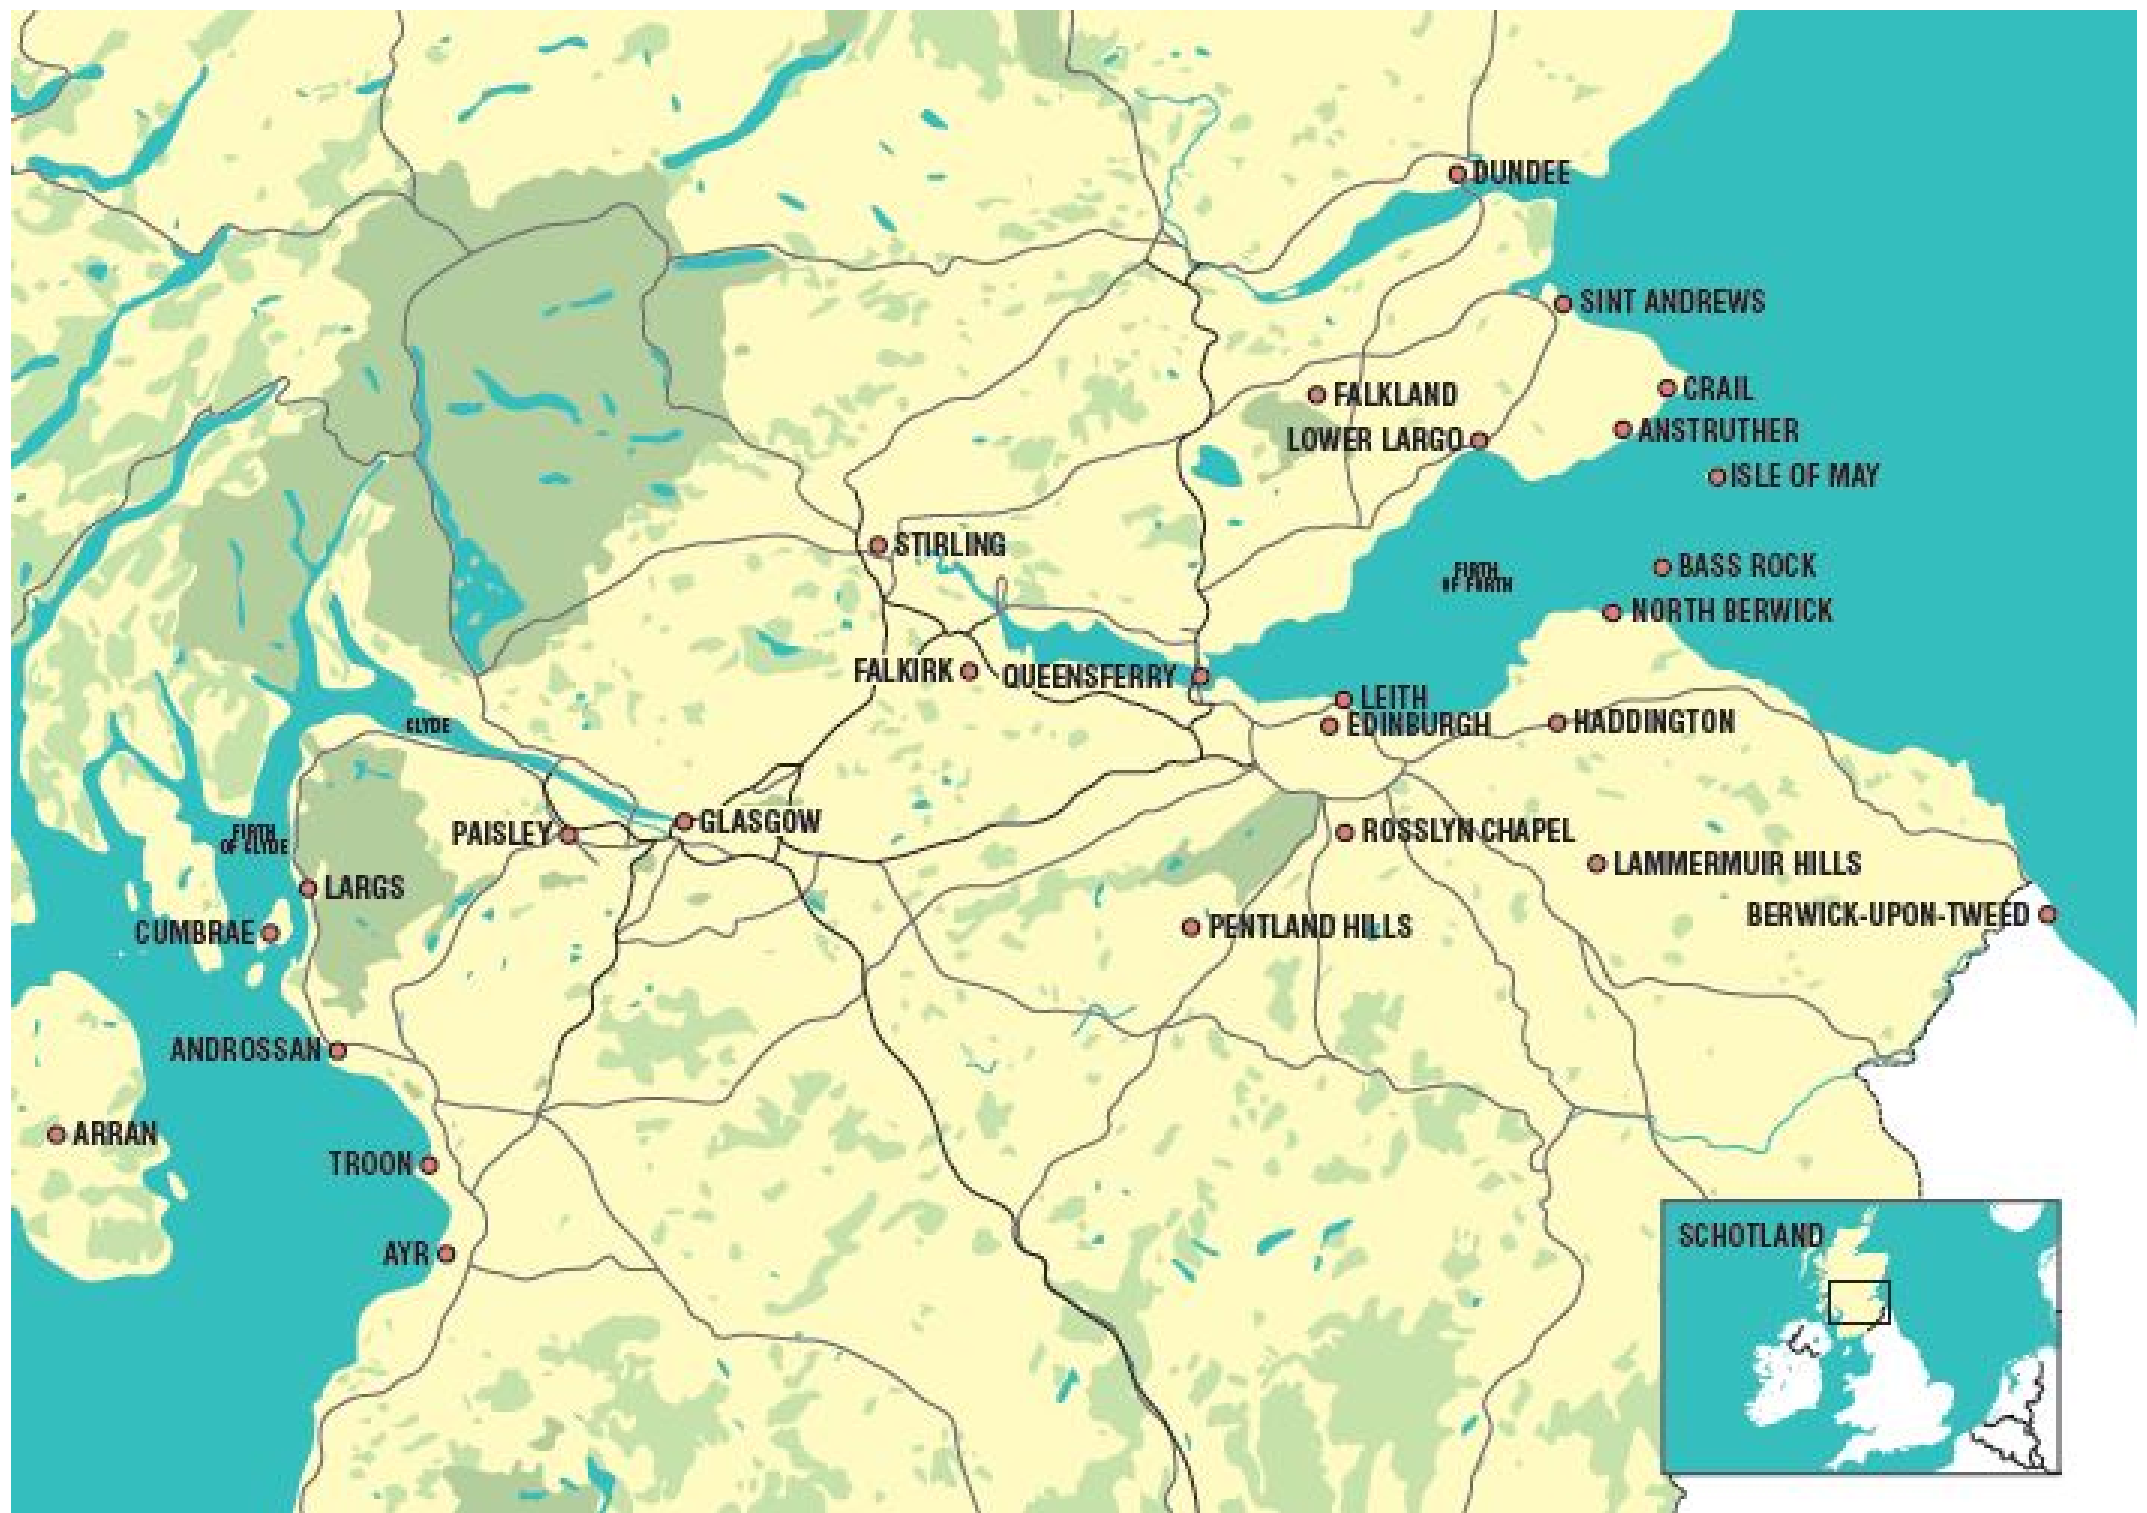 DUNDEE
SINT ANDREWS
CRAIL
FALKLAND
ANSTRUTHER
LOWER LARGO
ISLE OF MAY
STIRLING
BASS ROCK
FIRTH
OF FORTH
NORTH BERWICK
FALKIRK
QUEENSFERRY
LEITH
EDINBURGH
HADDINGTON
CLYDE
GLASGOW
PAISLEY
ROSSLYN CHAPEL
FIRTH
OF CLYDE
LAMMERMUIR HILLS
LARGS
BERWICK-UPON-TWEED
PENTLAND HILLS
CUMBRAE
ANDROSSAN
ARRAN
TROON
AYR
SCHOTLAND